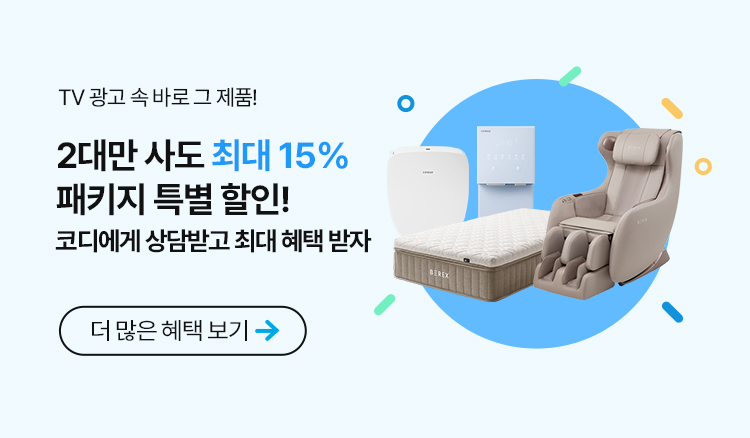 TV 광고 속 바로 그 제품!
2대만 사도 최대 15%
패키지 특별 할인!
코디에게 상담받고 최대 혜택 받자
더 많은 혜택 보기
BEREX